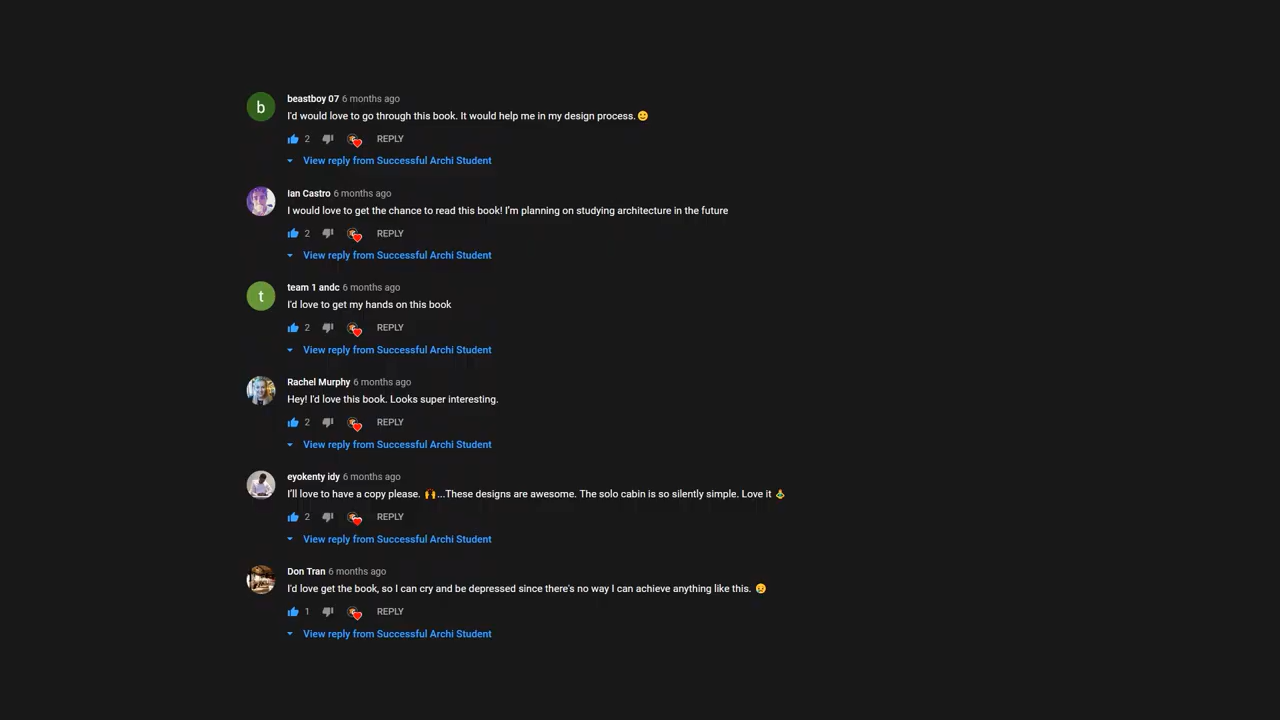 b
beastboy 07 6 months ago
I'd would love to go through this book. It would help me in my design process.🙂
2 REPLY
View reply from Successful Archi Student
Ian Castro 6 months ago
I would love to get the chance to read this book! I'm planning on studying architecture in the future
2 REPLY
View reply from Successful Archi Student
t
team 1 andc 6 months ago
I'd love to get my hands on this book
2 REPLY
View reply from Successful Archi Student
Rachel Murphy 6 months ago
Hey! I'd love this book. Looks super interesting.
2 REPLY
View reply from Successful Archi Student
eyokenty idy 6 months ago
I'll love to have a copy please. 🙌...These designs are awesome. The solo cabin is so silently simple. Love it 🧘
2 REPLY
View reply from Successful Archi Student
Don Tran 6 months ago
I'd love get the book, so I can cry and be depressed since there's no way I can achieve anything like this. 😥
1 REPLY
View reply from Successful Archi Student